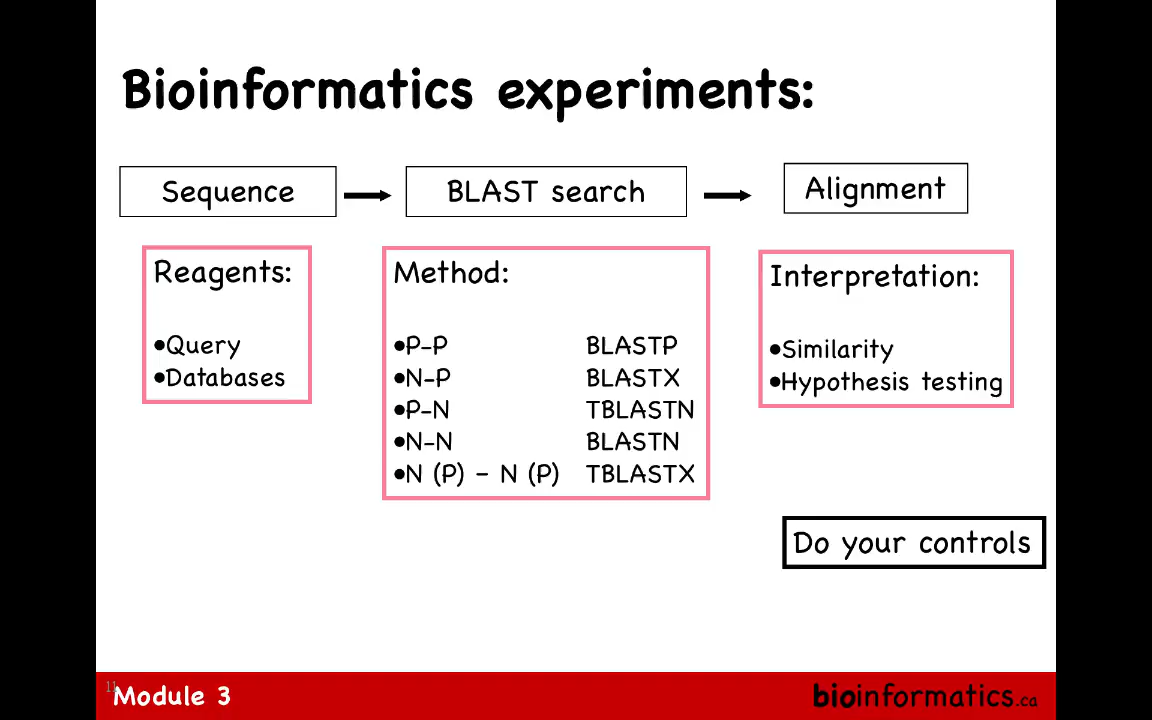 Bioinformatics experiments:
Sequence
BLAST search
Alignment
Reagents:
•Query
•Databases
Method:
•P-P BLASTP
•N-P BLASTX
•P-N TBLASTN
•N-N BLASTN
•N (P) - N (P) TBLASTX
Interpretation:
•Similarity
•Hypothesis testing
Do your controls
11
Module 3
bioinformatics.ca